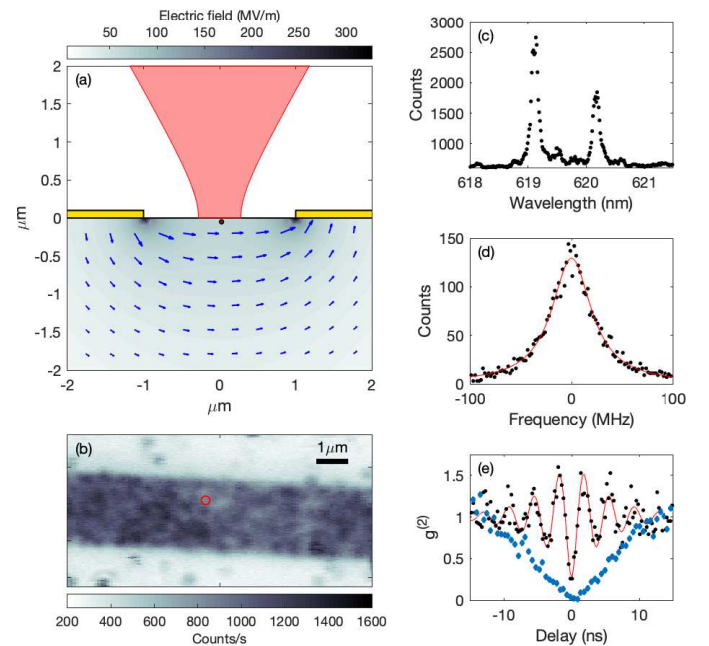 Electric field (MV/m)
50 100 150 200 250 300
(a)
2
1.5
1
0.5
0
-0.5
-1
-1.5
-2
μm
-2 -1 0 1 2
μm
(b)
1μm
200 400 600 800 1000 1200 1400 1600
Counts/s
(c)
3000
2500
2000
1500
1000
Counts
618 619 620 621
Wavelength (nm)
(d)
150
100
50
0
Counts
-100 0 100
Frequency (MHz)
(e)
1.5
1
0.5
0
g(2)
-10 0 10
Delay (ns)